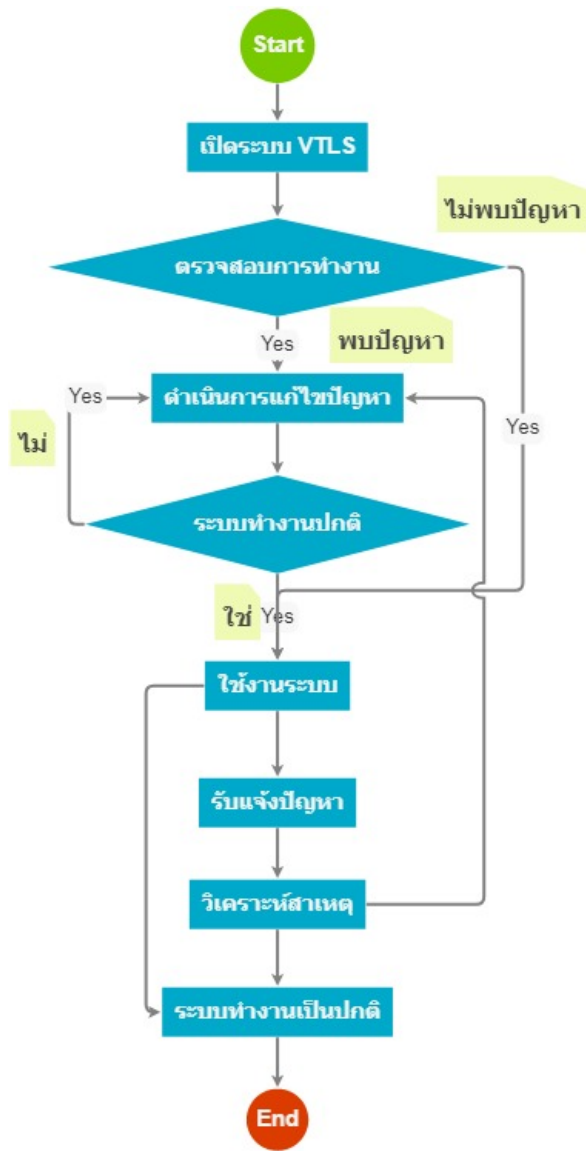 Start
เปิดระบบ VTLS
ไม่พบปัญหา
ตรวจสอบการทำงาน
Yes
พบปัญหา
Yes
ดำเนินการแก้ไขปัญหา
Yes
ไม่
ระบบทำงานปกติ
ใช่
Yes
ใช้งานระบบ
รับแจ้งปัญหา
วิเคราะห์สาเหตุ
ระบบทำงานเป็นปกติ
End